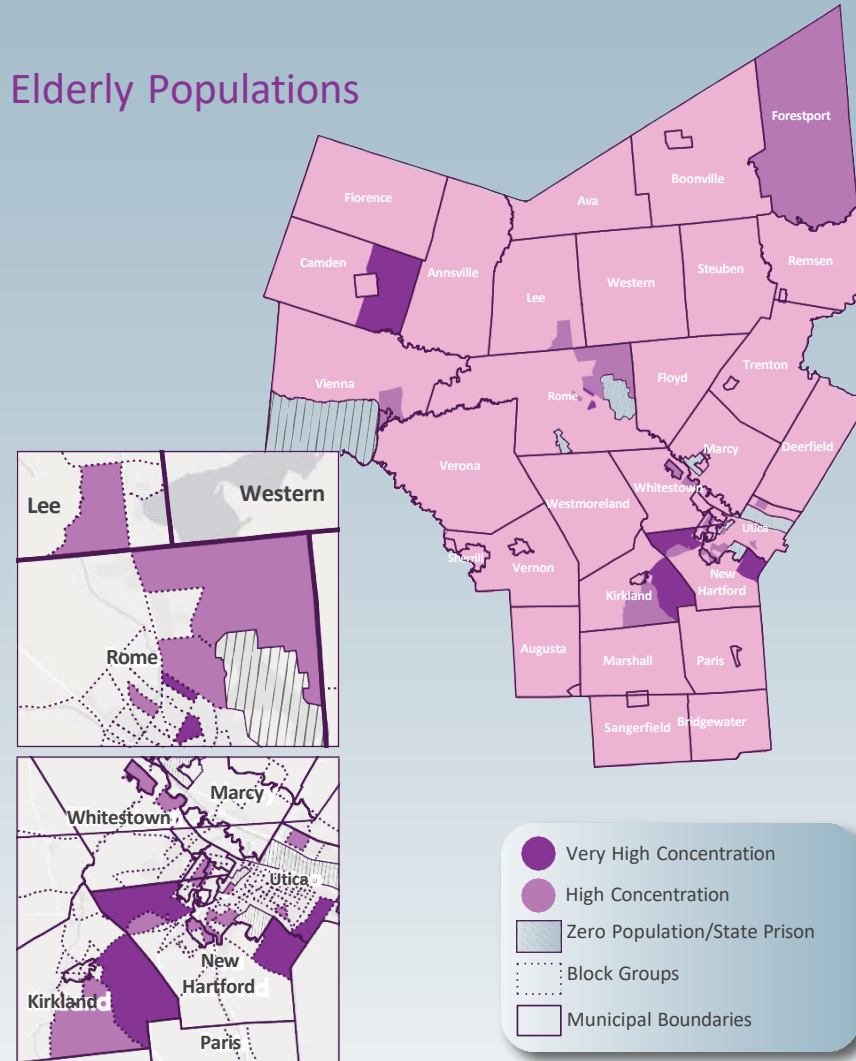 Elderly Populations
Forestport
Boonville
Florence
Ava
Camden
Annsville
Steuben
Remsen
Western
Lee
Trenton
Floyd
Vienna
Rome
Marcy
Deerfield
Verona
Whitestown
Westmoreland
Utica
Sherrill
Vernon
New
Hartford
Kirkland
Augusta
Marshall
Paris
Sangerfield
Bridgewater
Lee
Western
Rome
Marcy
Whitestown
Utica
New
Hartford
Kirkland
Paris
Very High Concentration
High Concentration
Zero Population/State Prison
Block Groups
Municipal Boundaries